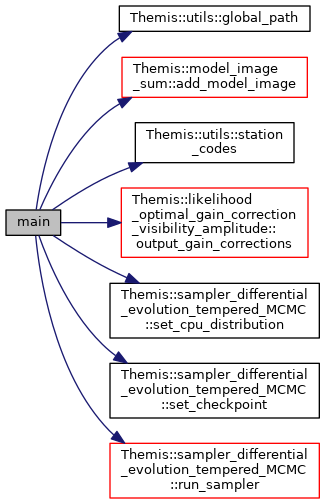 Themis::utils::global_path
Themis::model_image
_sum::add_model_image
Themis::utils::station
_codes
main
Themis::likelihood
_optimal_gain_correction
_visibility_amplitude::
output_gain_corrections
Themis::sampler_differential
_evolution_tempered_MCMC
::set_cpu_distribution
Themis::sampler_differential
_evolution_tempered_MCMC
::set_checkpoint
Themis::sampler_differential
_evolution_tempered_MCMC
::run_sampler